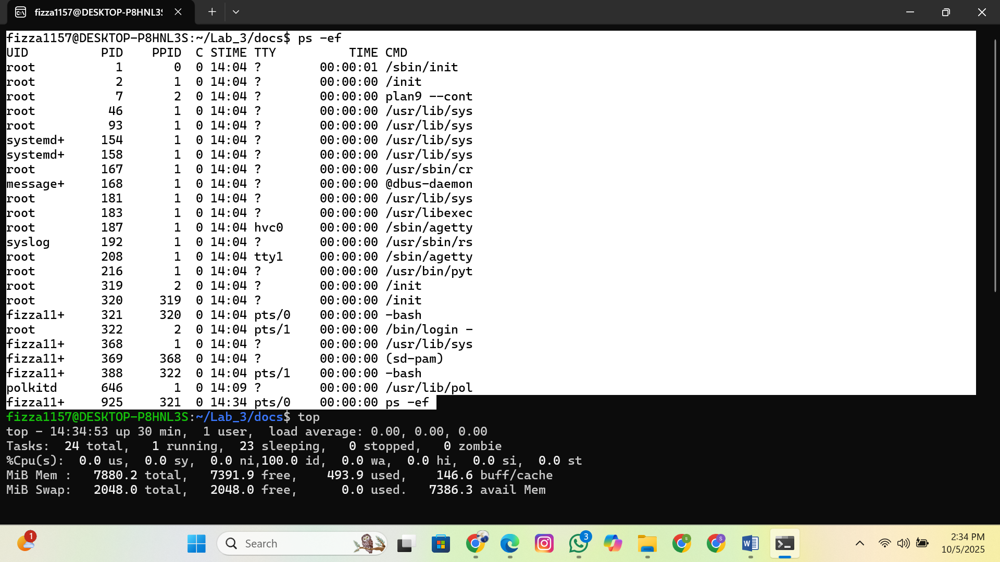 fizza1157@DESKTOP-P8HNL3S
fizza1157@DESKTOP-P8HNL3S:~/Lab_3/docs$ ps -ef
UID          PID    PPID  C STIME TTY          TIME CMD
root           1       0  0 14:04 ?        00:00:01 /sbin/init
root           2       1  0 14:04 ?        00:00:00 /init
root           7       2  0 14:04 ?        00:00:00 plan9 --cont
root          46       1  0 14:04 ?        00:00:00 /usr/lib/sys
root          93       1  0 14:04 ?        00:00:00 /usr/lib/sys
systemd+     154       1  0 14:04 ?        00:00:00 /usr/lib/sys
systemd+     158       1  0 14:04 ?        00:00:00 /usr/lib/sys
root         167       1  0 14:04 ?        00:00:00 /usr/sbin/cr
message+     168       1  0 14:04 ?        00:00:00 @dbus-daemon
root         181       1  0 14:04 ?        00:00:00 /usr/lib/sys
root         183       1  0 14:04 ?        00:00:00 /usr/libexec
root         187       1  0 14:04 hvc0     00:00:00 /sbin/agetty
syslog       192       1  0 14:04 ?        00:00:00 /usr/sbin/rs
root         208       1  0 14:04 tty1     00:00:00 /sbin/agetty
root         216       1  0 14:04 ?        00:00:00 /usr/bin/pyt
root         319       2  0 14:04 ?        00:00:00 /init
root         320     319  0 14:04 ?        00:00:00 /init
fizza11+     321     320  0 14:04 pts/0    00:00:00 -bash
root         322       2  0 14:04 pts/1    00:00:00 /bin/login -
fizza11+     368       1  0 14:04 ?        00:00:00 /usr/lib/sys
fizza11+     369     368  0 14:04 ?        00:00:00 (sd-pam)
fizza11+     388     322  0 14:04 pts/1    00:00:00 -bash
polkitd      646       1  0 14:09 ?        00:00:00 /usr/lib/pol
fizza11+     925     321  0 14:34 pts/0    00:00:00 ps -ef
fizza1157@DESKTOP-P8HNL3S:~/Lab_3/docs$ top
top - 14:34:53 up 30 min,  1 user,  load average: 0.00, 0.00, 0.00
Tasks:  24 total,   1 running,  23 sleeping,   0 stopped,   0 zombie
%Cpu(s):  0.0 us,  0.0 sy,  0.0 ni,100.0 id,  0.0 wa,  0.0 hi,  0.0 si,  0.0 st
MiB Mem :   7880.2 total,   7391.9 free,    493.9 used,    146.6 buff/cache
MiB Swap:   2048.0 total,   2048.0 free,      0.0 used.   7386.3 avail Mem
1
Search
3
S
S
W
2:34 PM
10/5/2025